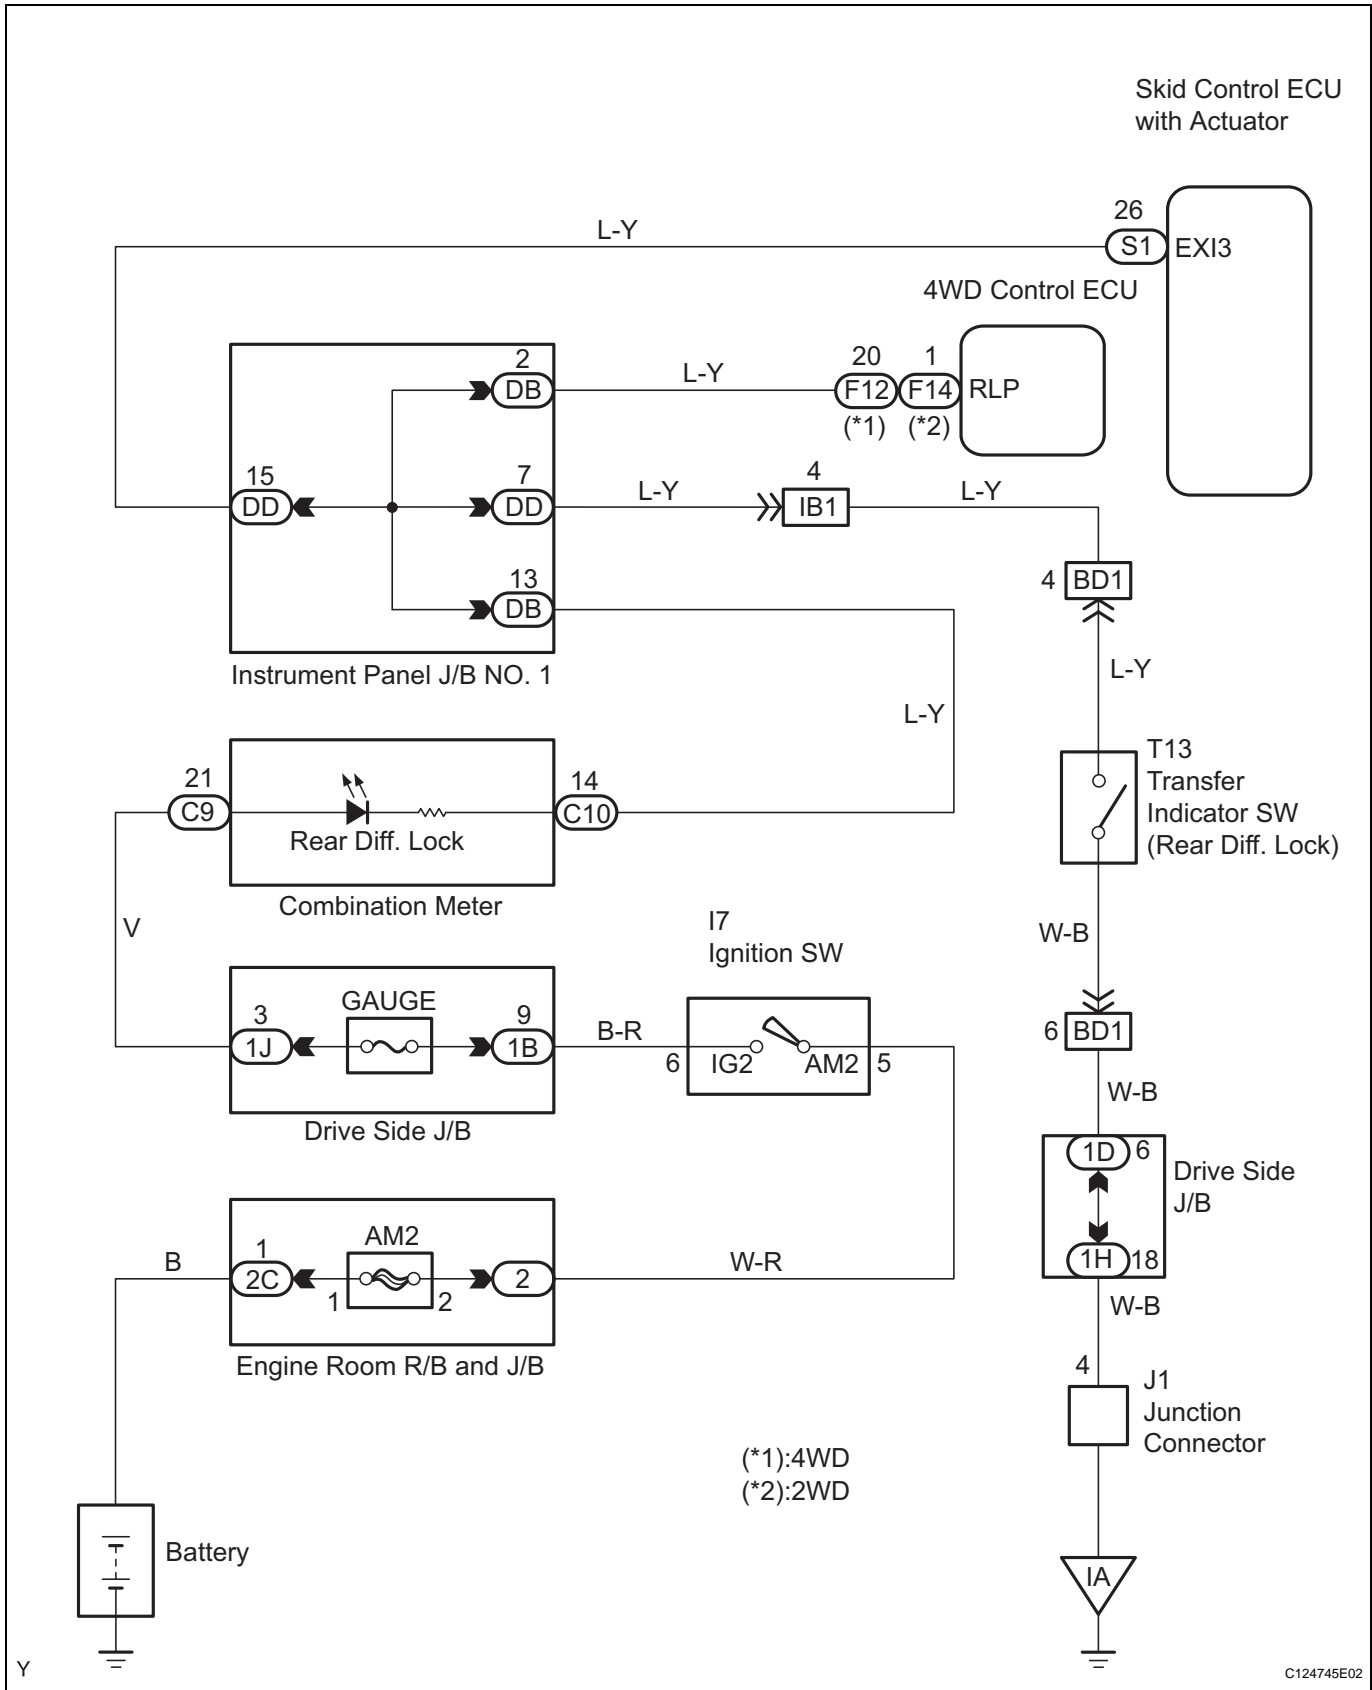 Skid Control ECU
with Actuator
26
L-Y
S1
EXI3
4WD Control ECU
2
20
1
DB
L-Y
F12
F14
RLP
(*1)
(*2)
15
7
4
DD
DD
L-Y
IB1
L-Y
13
4
BD1
DB
Instrument Panel J/B NO. 1
L-Y
L-Y
T13
Transfer
Indicator SW
(Rear Diff. Lock)
21
14
C9
C10
Rear Diff. Lock
Combination Meter
V
I7
Ignition SW
W-B
GAUGE
3
9
1J
1B
B-R
6
IG2
AM2
5
6
BD1
W-B
Drive Side J/B
1D
6
Drive Side
J/B
1H
18
AM2
1
B
2C
1
2
2
W-R
W-B
Engine Room R/B and J/B
4
J1
Junction
Connector
(*1):4WD
(*2):2WD
Battery
IA
Y
C124745E02